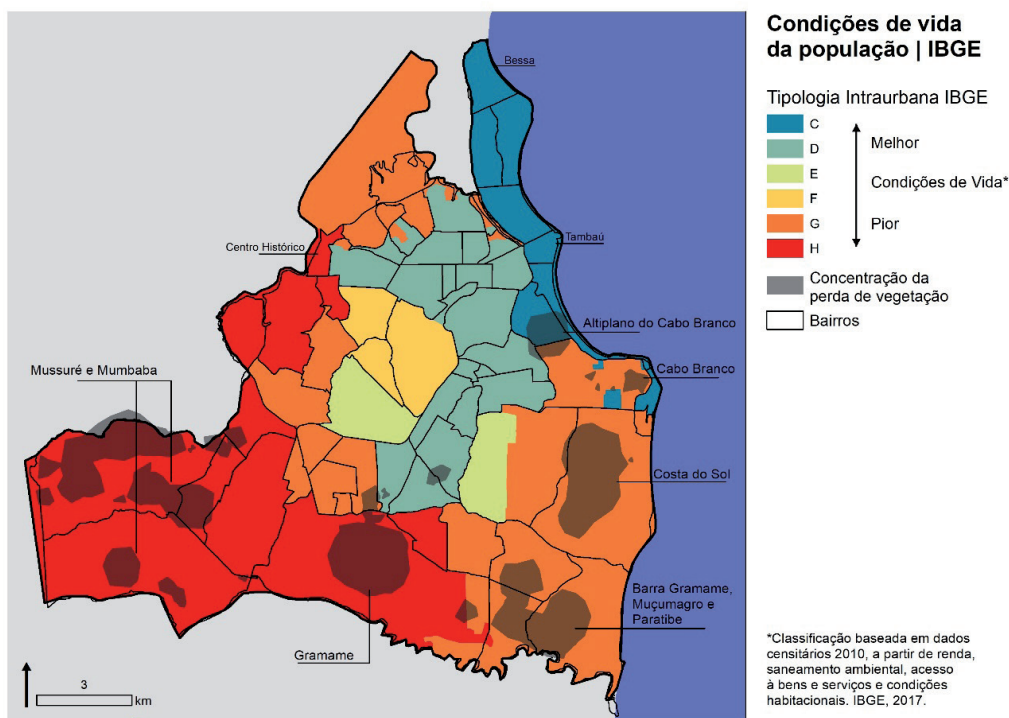 Condições de vida
da população | IBGE
Tipologia Intraurbana IBGE
C
D
E
F
G
H
Melhor
Condições de Vida*
Pior
Concentração da
perda de vegetação
Bairros
Bessa
Centro Histórico
Tambaú
Altiplano do Cabo Branco
Cabo Branco
Mussuré e Mumbaba
Costa do Sol
Barra Gramame,
Muçumagro e
Paratibe
Gramame
3
km
*Classificação baseada em dados
censitários 2010, a partir de renda,
saneamento ambiental, acesso
à bens e serviços e condições
habitacionais. IBGE, 2017.